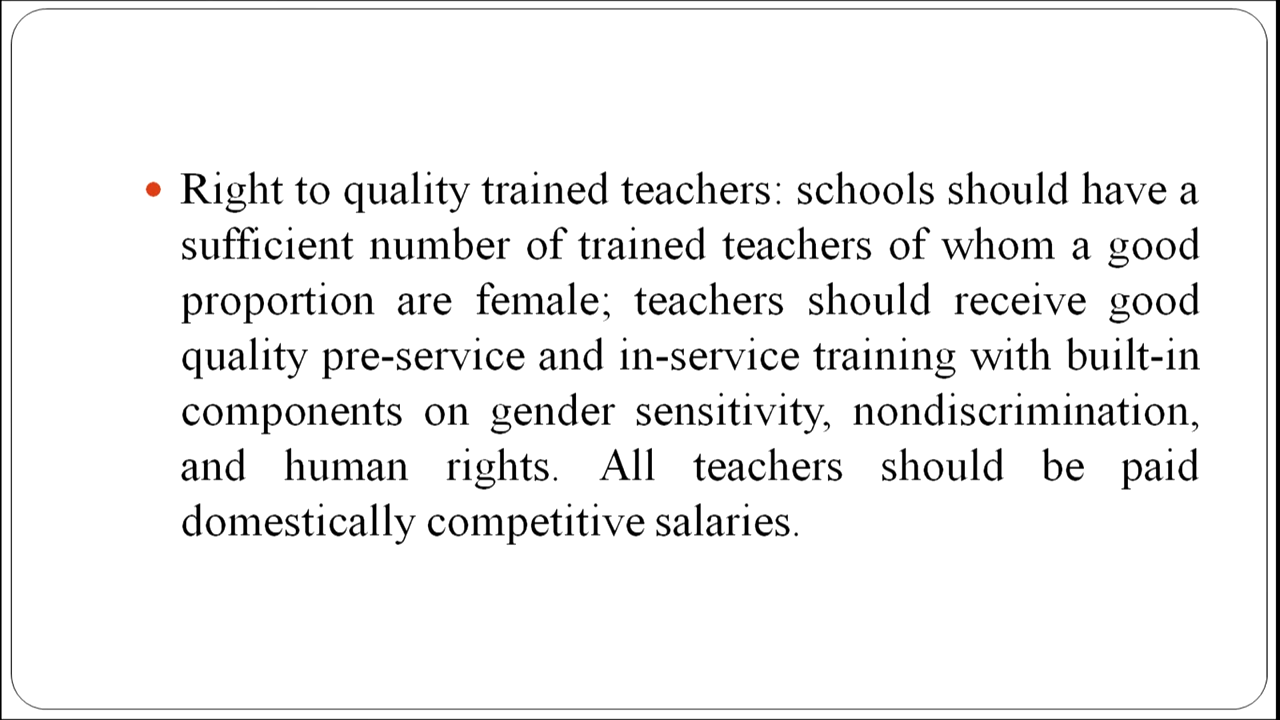 • Right to quality trained teachers: schools should have a
sufficient number of trained teachers of whom a good
proportion are female; teachers should receive good
quality pre-service and in-service training with built-in
components on gender sensitivity, nondiscrimination,
and human rights. All teachers should be paid
domestically competitive salaries.